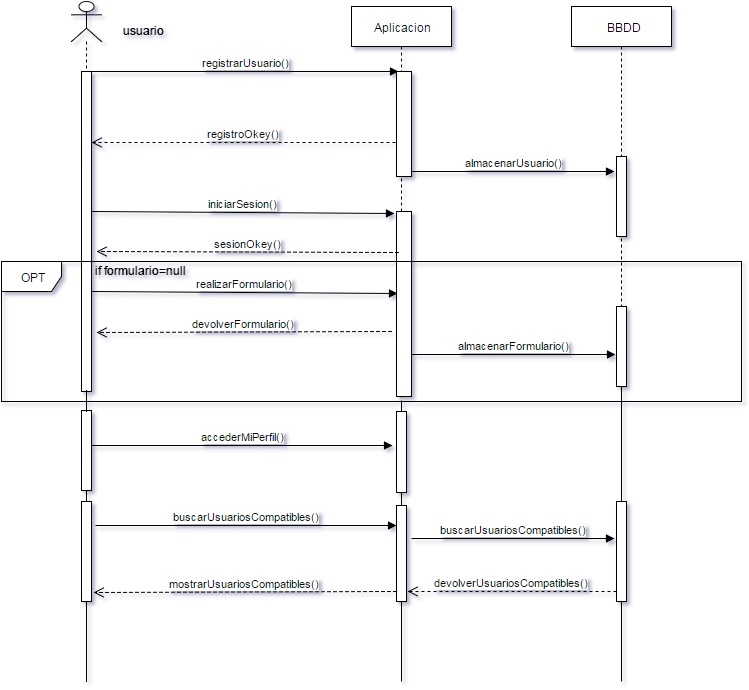 usuario
Aplicacion
BBDD
registrarUsuario()
registroOkey()
almacenarUsuario()
iniciarSesion()
sesionOkey()
OPT
if formulario=null
realizarFormulario()
devolverFormulario()
almacenarFormulario()
accederMiPerfil()
buscarUsuariosCompatibles()
buscarUsuariosCompatibles()
mostrarUsuariosCompatibles()
devolverUsuariosCompatibles()